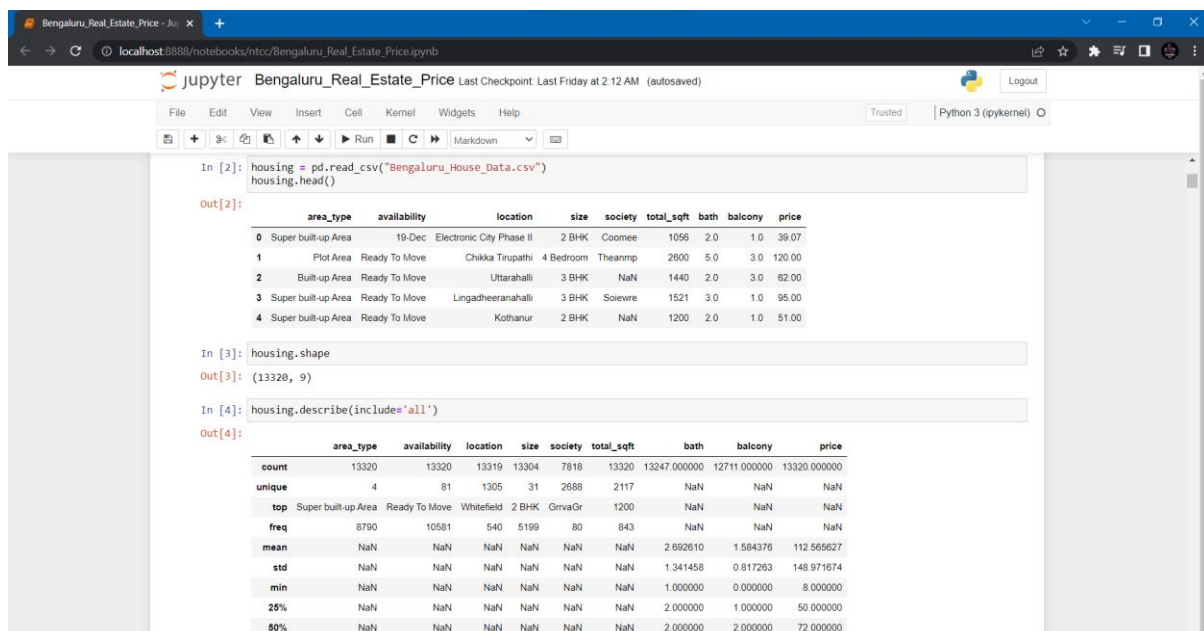 Bengaluru_Real_Estate_Price - Ju
localhost:8888/notebooks/ntcc/Bengaluru_Real_Estate_Price.ipynb
jupyter Bengaluru_Real_Estate_Price Last Checkpoint: Last Friday at 2:12 AM (autosaved)
Logout
File Edit View Insert Cell Kernel Widgets Help Trusted Python 3 (ipykernel)
Run Markdown
In [2]: housing = pd.read_csv("Bengaluru_House_Data.csv")
housing.head()
Out[2]:
area_type availability location size society total_sqft bath balcony price
0 Super built-up Area 19-Dec Electronic City Phase II 2 BHK Coomee 1056 2.0 1.0 39.07
1 Plot Area Ready To Move Chikka Tirupathi 4 Bedroom Theanmp 2600 5.0 3.0 120.00
2 Built-up Area Ready To Move Uttarahalli 3 BHK NaN 1440 2.0 3.0 62.00
3 Super built-up Area Ready To Move Lingadheeranahalli 3 BHK Soiewre 1521 3.0 1.0 95.00
4 Super built-up Area Ready To Move Kothanur 2 BHK NaN 1200 2.0 1.0 51.00
In [3]: housing.shape
Out[3]: (13320, 9)
In [4]: housing.describe(include='all')
Out[4]:
area_type availability location size society total_sqft bath balcony price
count 13320 13320 13319 13304 7818 13320 13247.000000 12711.000000 13320.000000
unique 4 81 1305 31 2688 2117 NaN NaN NaN
top Super built-up Area Ready To Move Whitefield 2 BHK GrrvaGr 1200 NaN NaN NaN
freq 8790 10581 540 5199 80 843 NaN NaN NaN
mean NaN NaN NaN NaN NaN NaN 2.692610 1.584376 112.565627
std NaN NaN NaN NaN NaN NaN 1.341458 0.817263 148.971674
min NaN NaN NaN NaN NaN NaN 1.000000 0.000000 8.000000
25% NaN NaN NaN NaN NaN NaN 2.000000 1.000000 50.000000
50% NaN NaN NaN NaN NaN NaN 2.000000 2.000000 72.000000